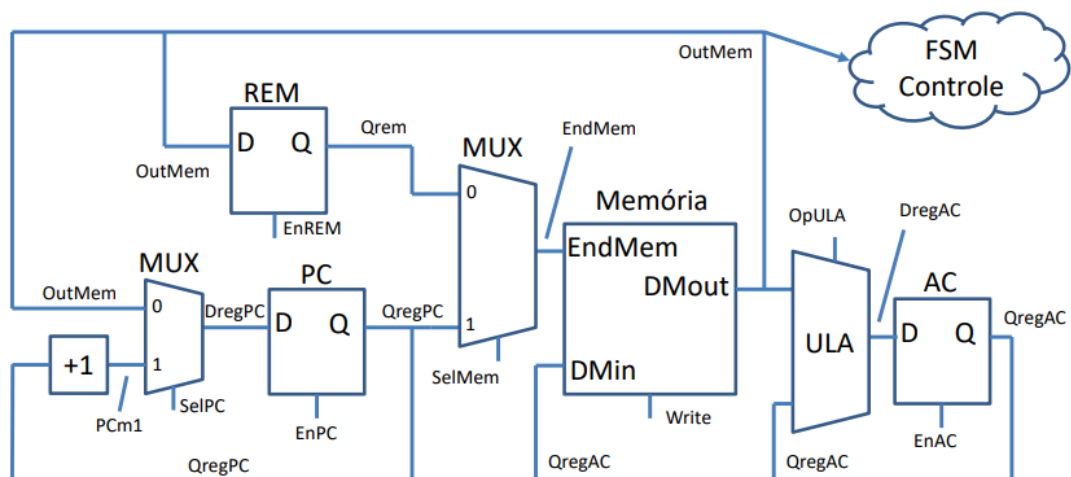 OutMem
FSM
Controle
REM
D Q
Qrem
OutMem
EnREM
MUX
0
1
SelMem
EndMem
Memória
EndMem
DMout
DMin
Write
OpULA
DregAC
ULA
AC
D Q
QregAC
EnAC
MUX
OutMem
0
1
+1
PCm1
SelPC
DregPC
PC
D Q
QregPC
EnPC
QregPC
QregAC
QregAC